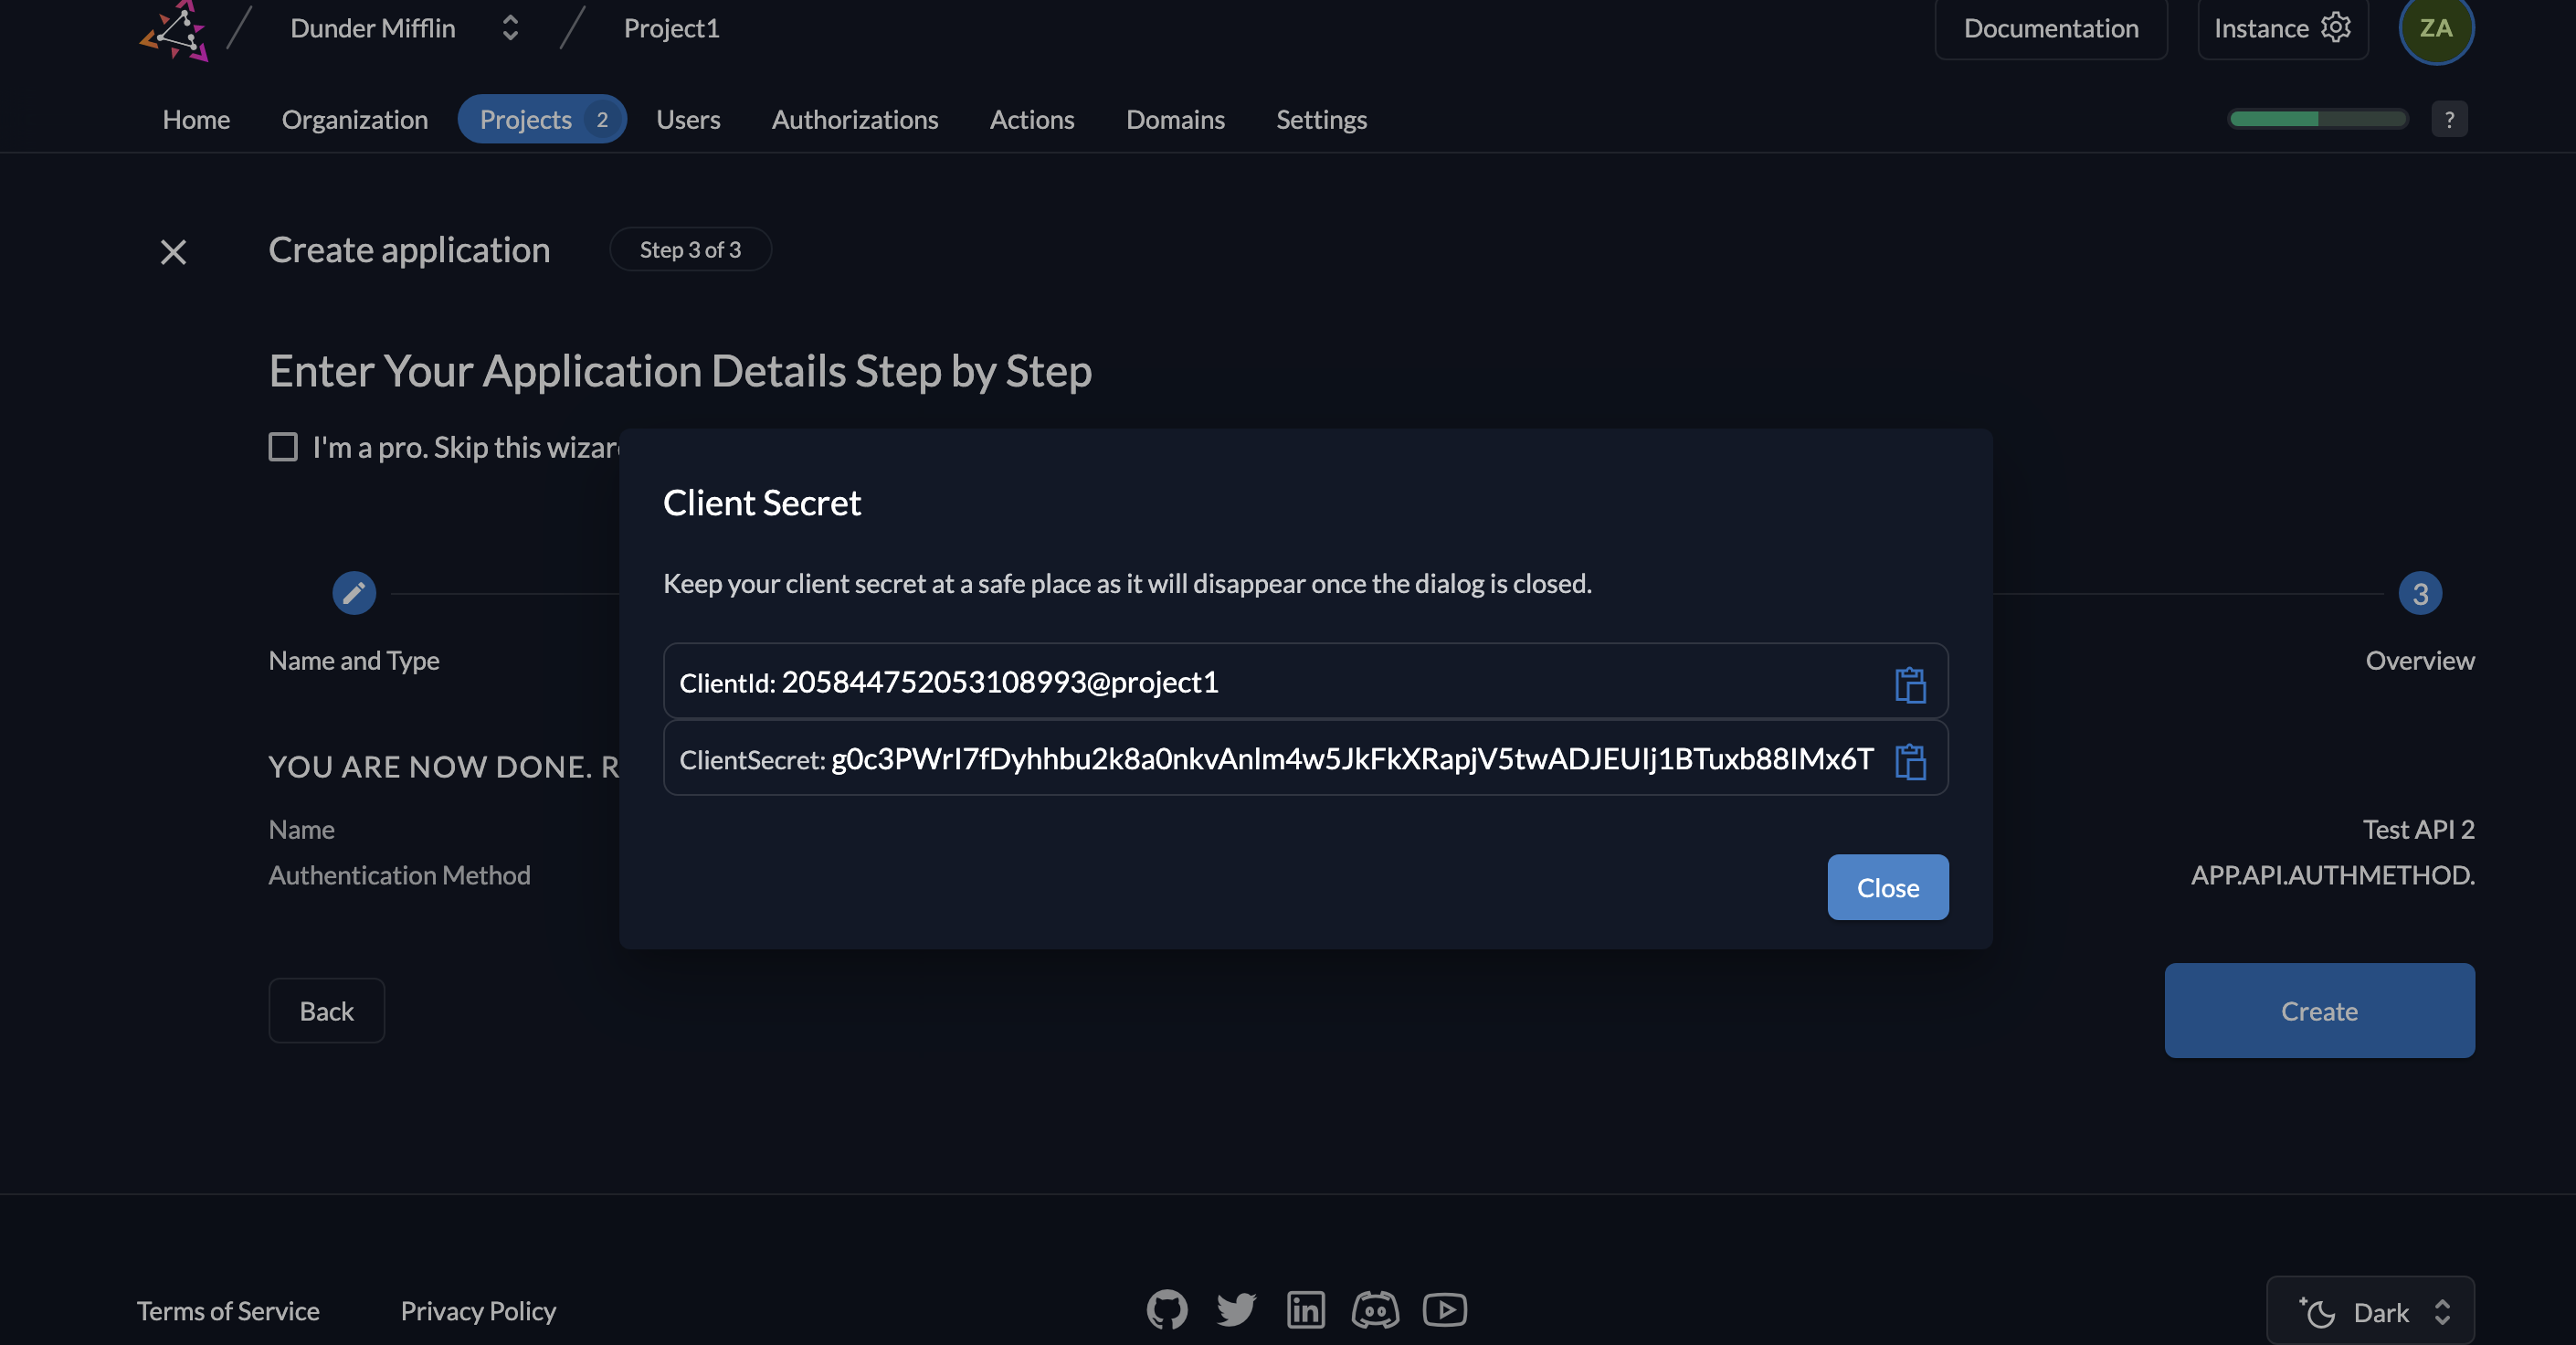 Dunder Mifflin
Project1
Documentation
Instance
ZA
Home
Organization
Projects 2
Users
Authorizations
Actions
Domains
Settings
?
Create application
Step 3 of 3
Enter Your Application Details Step by Step
I'm a pro. Skip this wizar
Client Secret
Keep your client secret at a safe place as it will disappear once the dialog is closed.
3
Name and Type
Overview
ClientId: 205844752053108993@project1
ClientSecret: g0c3PWrI7fDyhhbu2k8a0nkvAnlm4w5JkFkXRapjV5twADJEUIj1BTuxb88IMx6T
YOU ARE NOW DONE. R
Name
Test API 2
Authentication Method
APP.API.AUTHMETHOD.
Close
Back
Create
Terms of Service
Privacy Policy
in
Dark